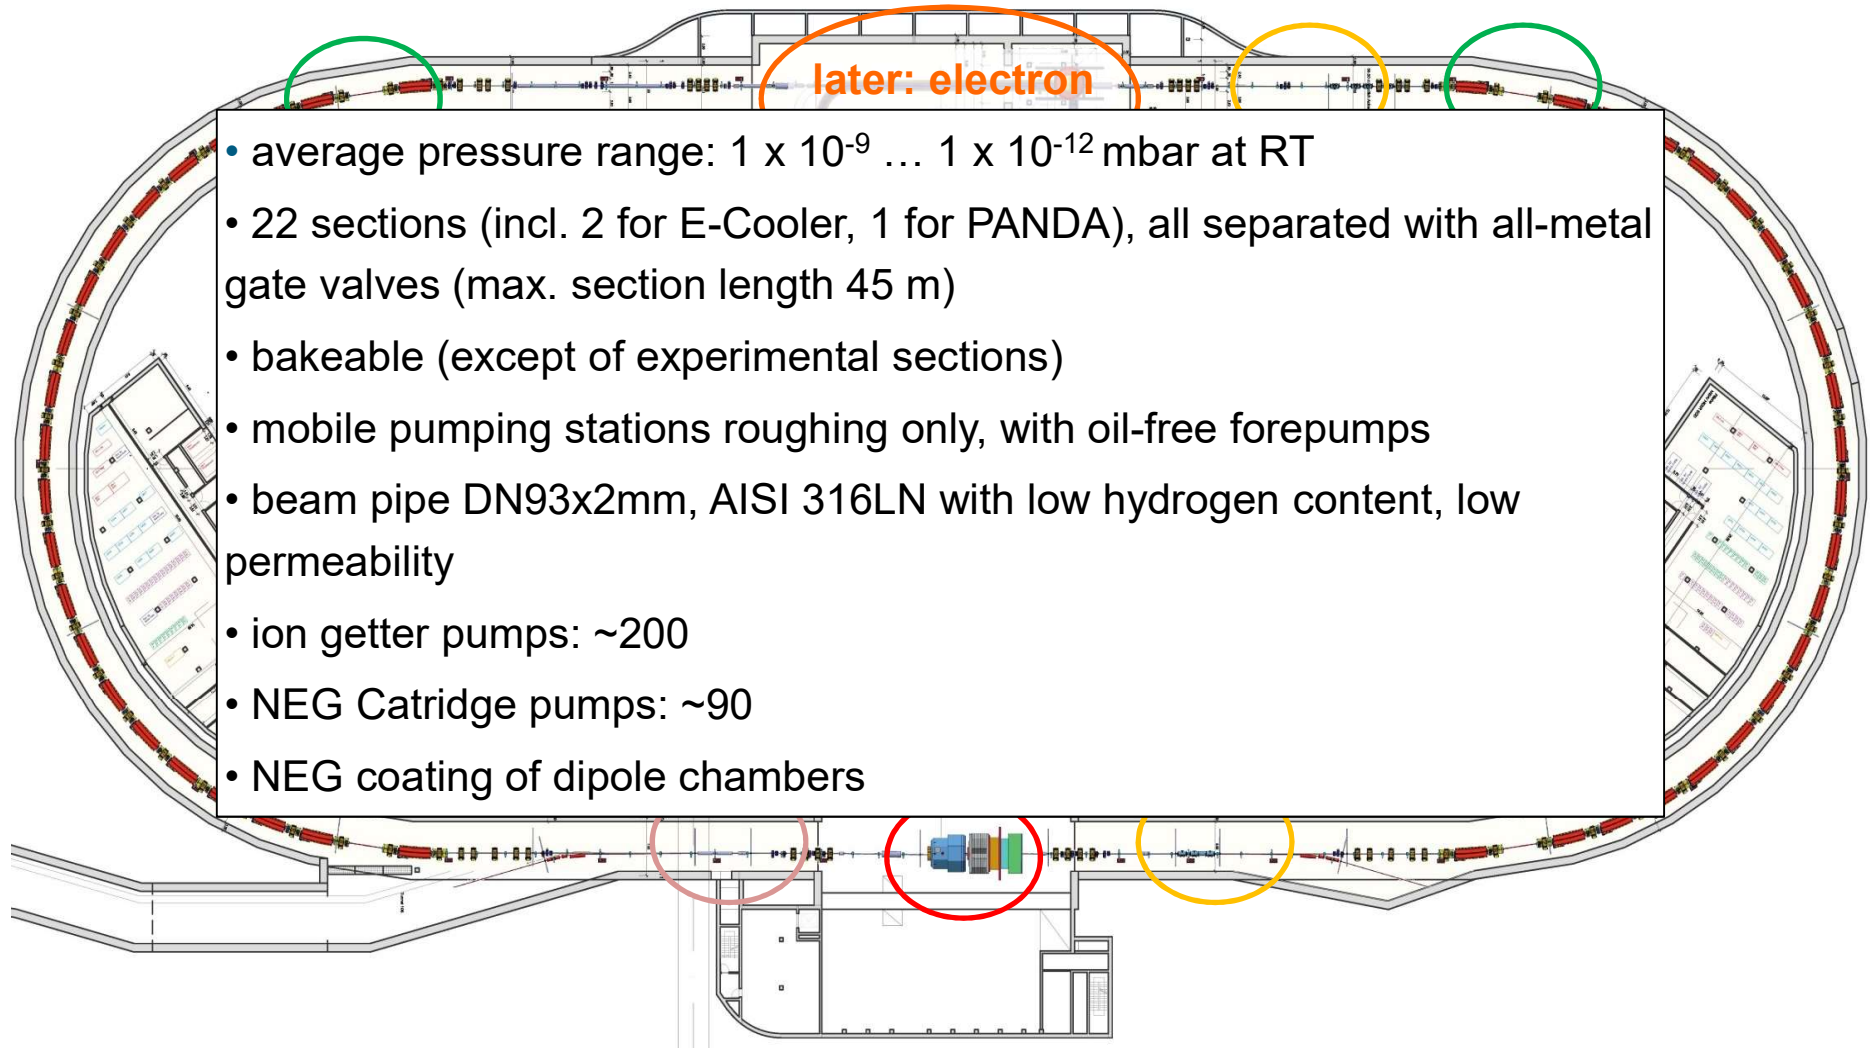 later: electron
• average pressure range: 1 x 10⁻⁹ … 1 x 10⁻¹² mbar at RT
• 22 sections (incl. 2 for E-Cooler, 1 for PANDA), all separated with all-metal
gate valves (max. section length 45 m)
• bakeable (except of experimental sections)
• mobile pumping stations roughing only, with oil-free forepumps
• beam pipe DN93x2mm, AISI 316LN with low hydrogen content, low
permeability
• ion getter pumps: ~200
• NEG Catridge pumps: ~90
• NEG coating of dipole chambers